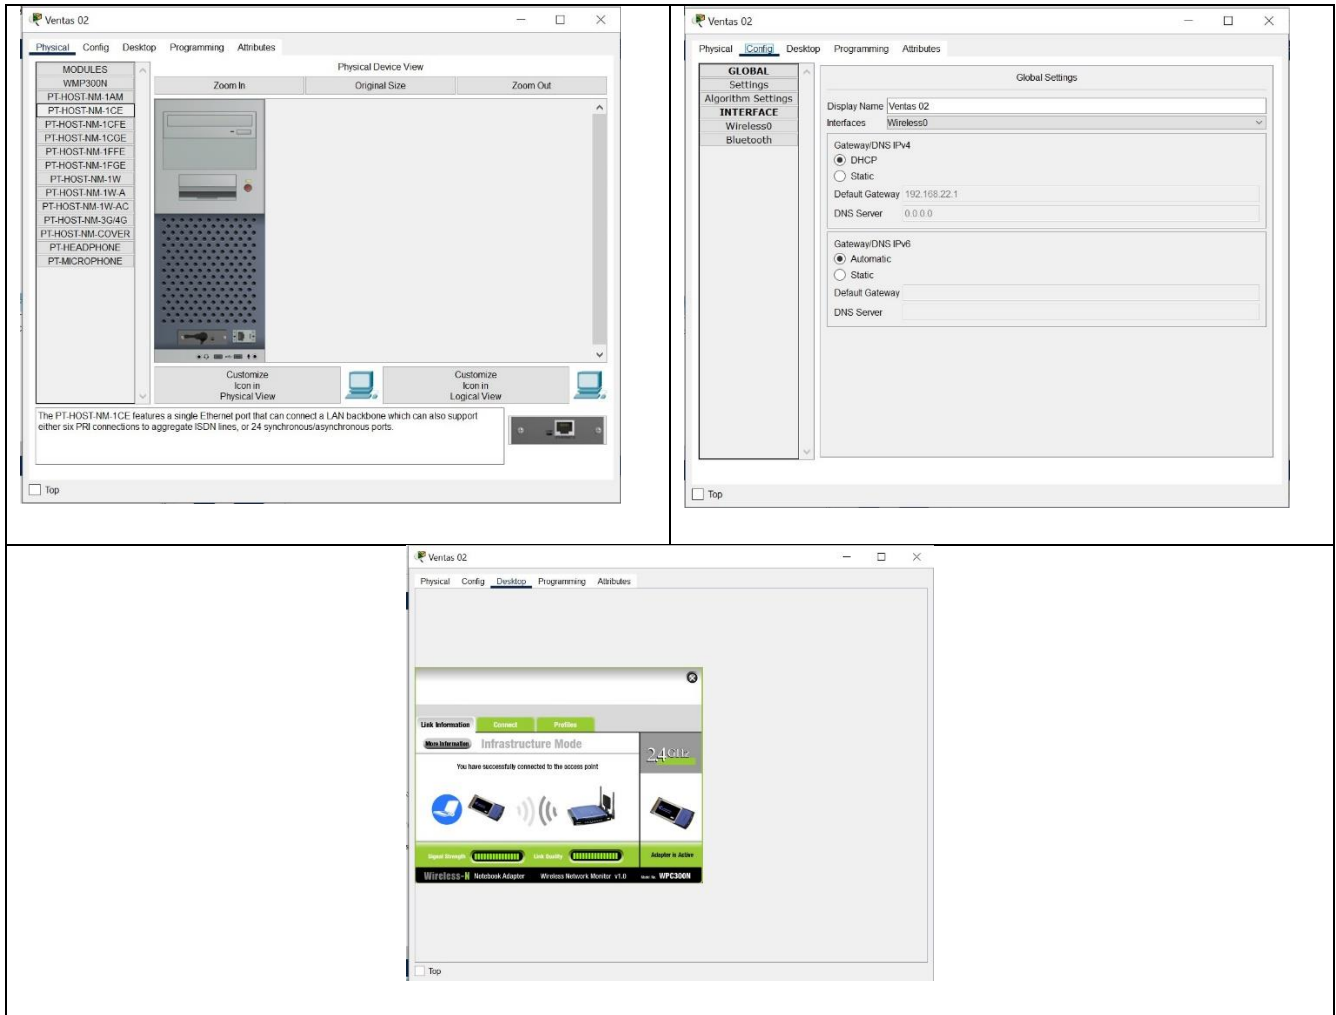 Ventas 02
Physical Config Desktop Programming Attributes
MODULES
WMP300N
PT-HOST-NM-1AM
PT-HOST-NM-1CE
PT-HOST-NM-1CFE
PT-HOST-NM-1CGE
PT-HOST-NM-1FFE
PT-HOST-NM-1FGE
PT-HOST-NM-1W
PT-HOST-NM-1W-A
PT-HOST-NM-1W-AC
PT-HOST-NM-3G/4G
PT-HOST-NM-COVER
PT-HEADPHONE
PT-MICROPHONE
Physical Device View
Zoom In Original Size Zoom Out
Customize
Icon in
Physical View
Customize
Icon in
Logical View
The PT-HOST-NM-1CE features a single Ethernet port that can connect a LAN backbone which can also support
either six PRI connections to aggregate ISDN lines, or 24 synchronous/asynchronous ports.
Top
Ventas 02
Physical Config Desktop Programming Attributes
GLOBAL
Settings
Algorithm Settings
INTERFACE
Wireless0
Bluetooth
Global Settings
Display Name Ventas 02
Interfaces Wireless0
Gateway/DNS IPv4
DHCP
Static
Default Gateway 192.168.22.1
DNS Server 0.0.0.0
Gateway/DNS IPv6
Automatic
Static
Default Gateway
DNS Server
Top
Ventas 02
Physical Config Desktop Programming Attributes
Link Information Connect Profiles
More Information Infrastructure Mode
2.4GHz
You have successfully connected to the access point
Signal Strength Link Quality Adapter is Active
Wireless-N Notebook Adapter Wireless Network Monitor v1.0 Model No. WPC300N
Top